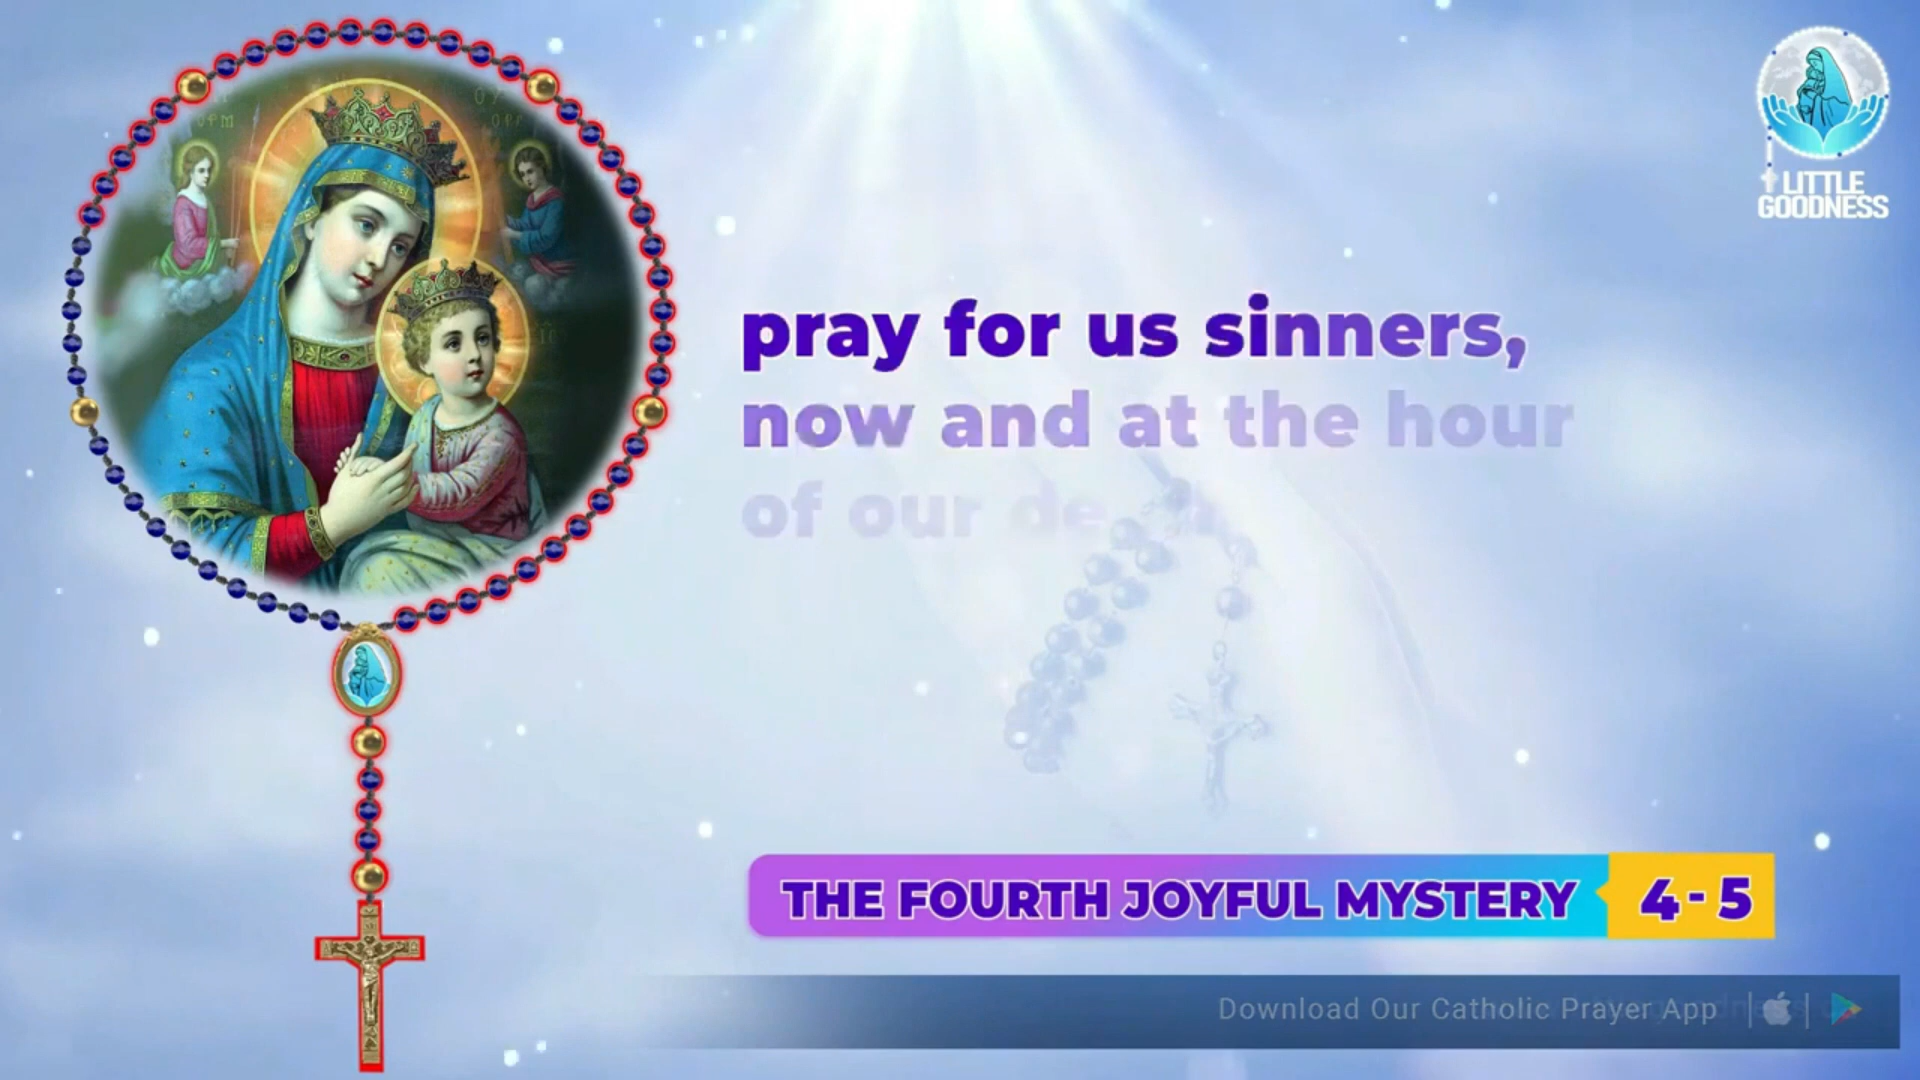 LITTLE
GOODNESS
pray for us sinners,
now and at the hour
of our
THE FOURTH JOYFUL MYSTERY 4-5
Download Our Catholic Prayer App